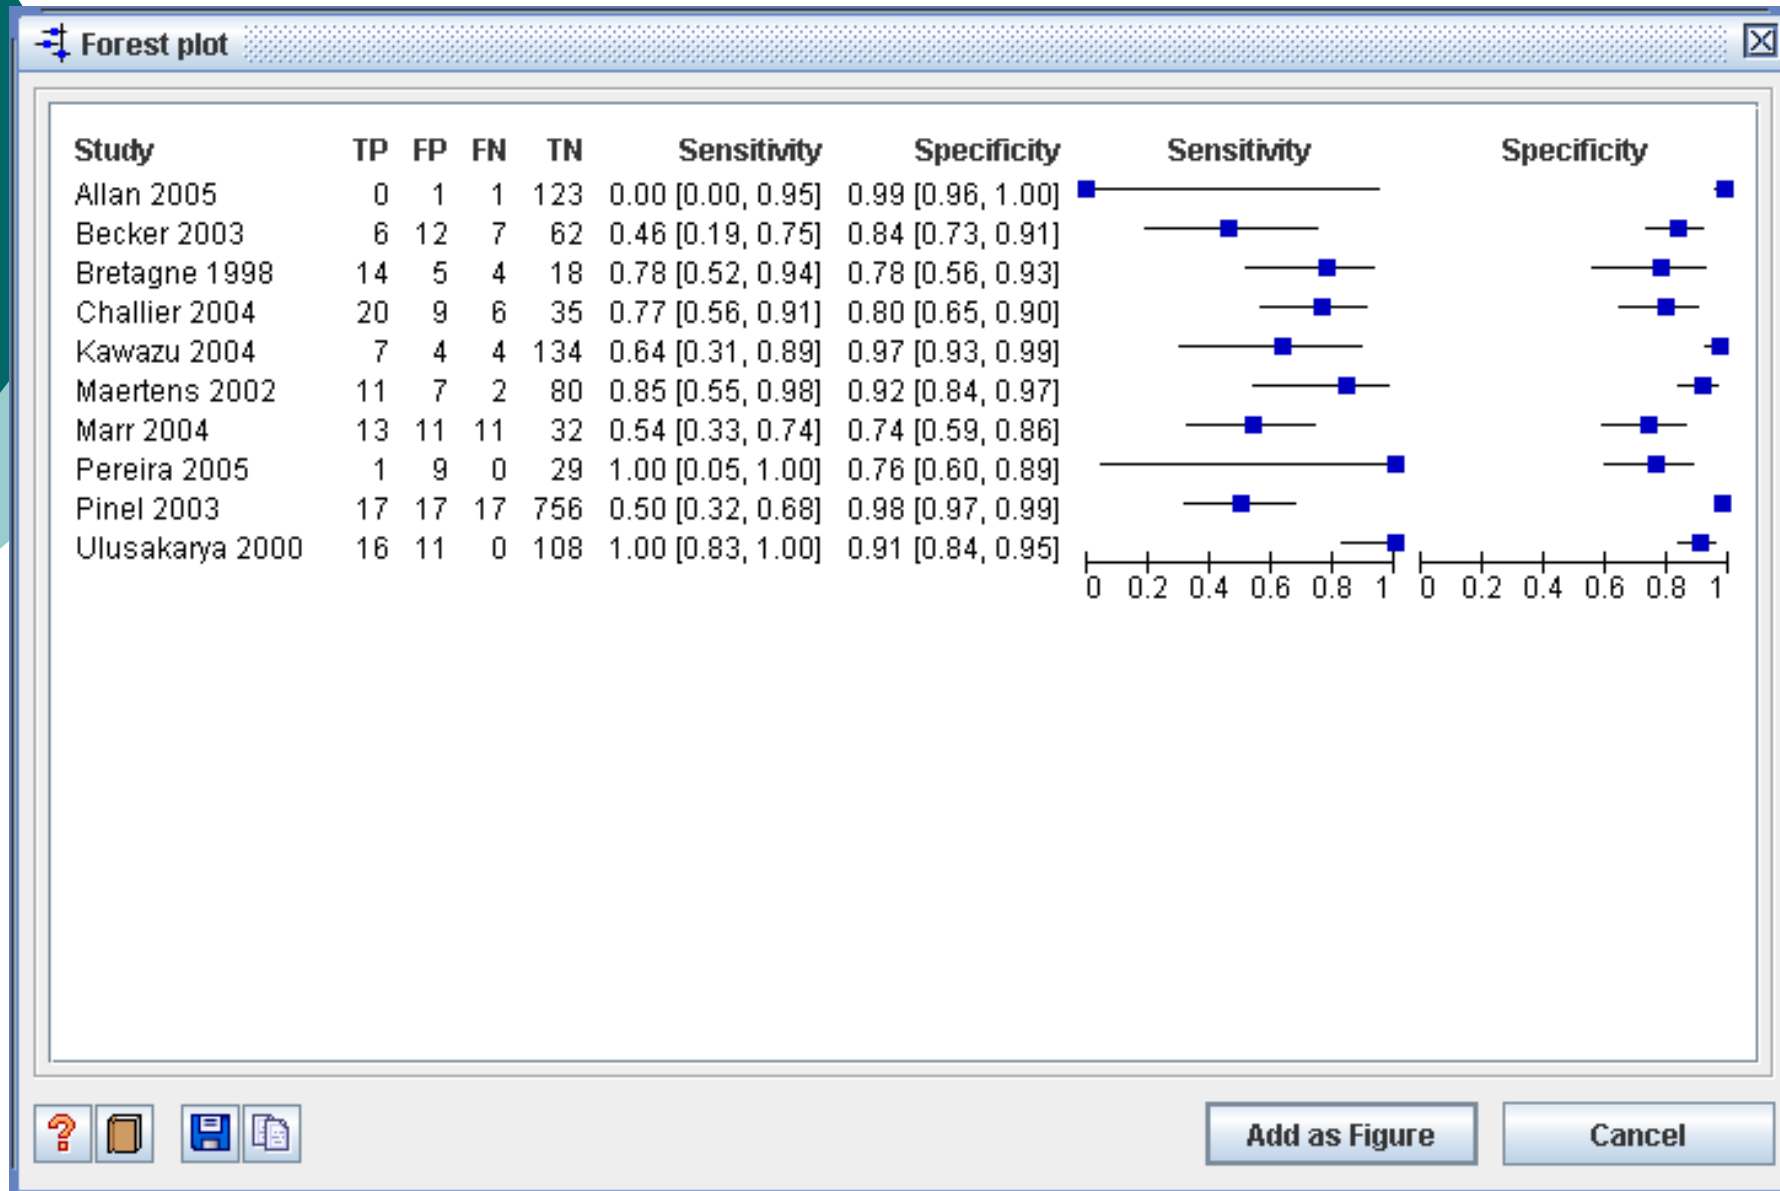 Forest plot
Study TP FP FN TN Sensitivity Specificity Sensitivity Specificity
Allan 2005 0 1 1 123 0.00 [0.00, 0.95] 0.99 [0.96, 1.00]
Becker 2003 6 12 7 62 0.46 [0.19, 0.75] 0.84 [0.73, 0.91]
Bretagne 1998 14 5 4 18 0.78 [0.52, 0.94] 0.78 [0.56, 0.93]
Challier 2004 20 9 6 35 0.77 [0.56, 0.91] 0.80 [0.65, 0.90]
Kawazu 2004 7 4 4 134 0.64 [0.31, 0.89] 0.97 [0.93, 0.99]
Maertens 2002 11 7 2 80 0.85 [0.55, 0.98] 0.92 [0.84, 0.97]
Marr 2004 13 11 11 32 0.54 [0.33, 0.74] 0.74 [0.59, 0.86]
Pereira 2005 1 9 0 29 1.00 [0.05, 1.00] 0.76 [0.60, 0.89]
Pinel 2003 17 17 17 756 0.50 [0.32, 0.68] 0.98 [0.97, 0.99]
Ulusakarya 2000 16 11 0 108 1.00 [0.83, 1.00] 0.91 [0.84, 0.95]
0 0.2 0.4 0.6 0.8 1 0 0.2 0.4 0.6 0.8 1
? Add as Figure Cancel